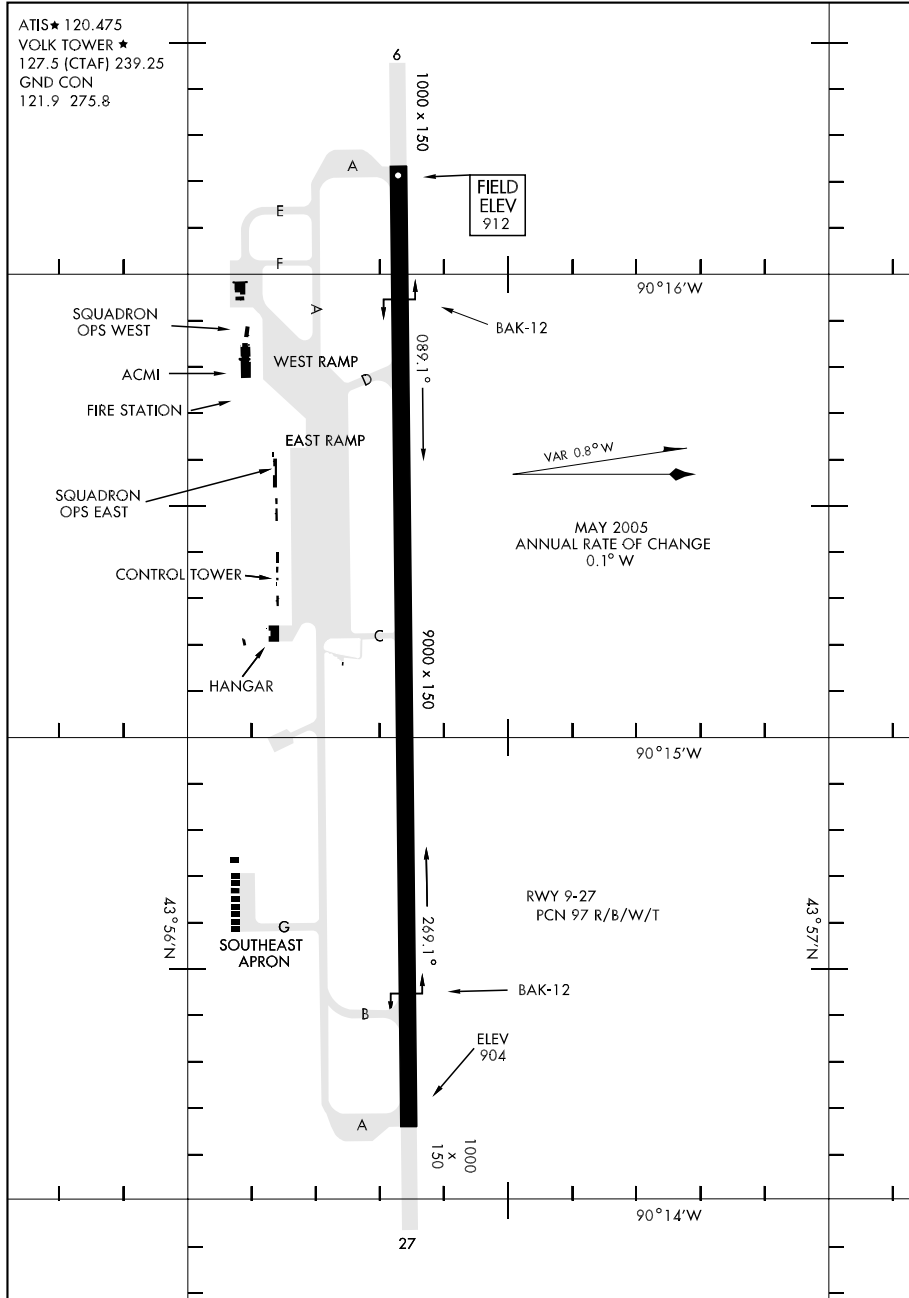 ATIS★ 120.475
VOLK TOWER ★
127.5 (CTAF) 239.25
GND CON
121.9 275.8
6
1000 x 150
A
FIELD
ELEV
912
E
F
90°16'W
A
BAK-12
SQUADRON
OPS WEST
089.1°
WEST RAMP
ACMI
D
FIRE STATION
EAST RAMP
VAR 0.8° W
SQUADRON
OPS EAST
MAY 2005
ANNUAL RATE OF CHANGE
0.1° W
CONTROL TOWER
C
9000 x 150
HANGAR
90°15'W
RWY 9-27
PCN 97 R/B/W/T
43°56'N
43°57'N
269.1°
G
SOUTHEAST
APRON
BAK-12
B
ELEV
904
A
1000
x
150
90°14'W
27